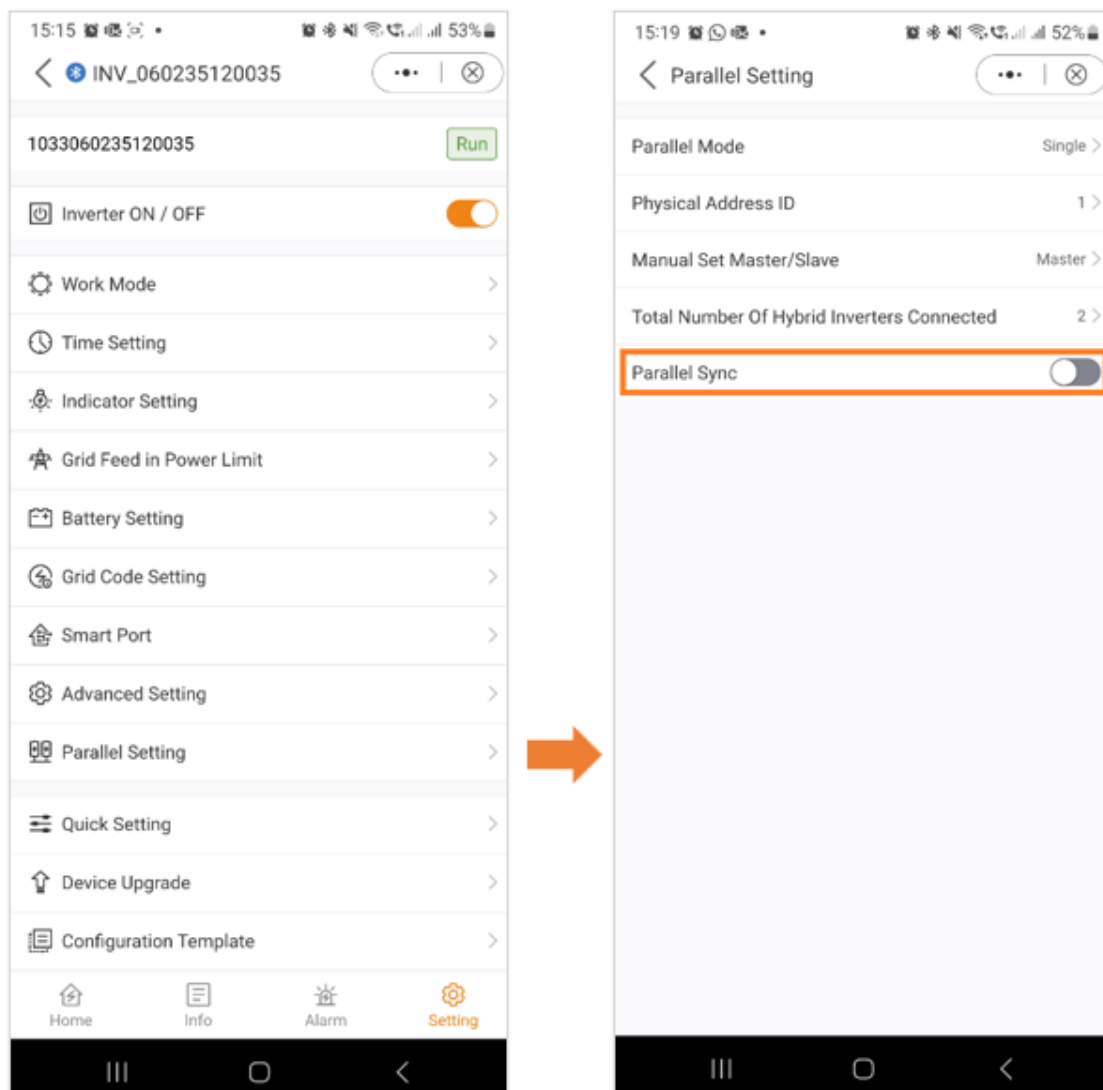 15:15 53%
INV_060235120035
1033060235120035 Run
Inverter ON / OFF
Work Mode
Time Setting
Indicator Setting
Grid Feed in Power Limit
Battery Setting
Grid Code Setting
Smart Port
Advanced Setting
Parallel Setting
Quick Setting
Device Upgrade
Configuration Template
Home Info Alarm Setting
15:19 52%
Parallel Setting
Parallel Mode Single
Physical Address ID 1
Manual Set Master/Slave Master
Total Number Of Hybrid Inverters Connected 2
Parallel Sync